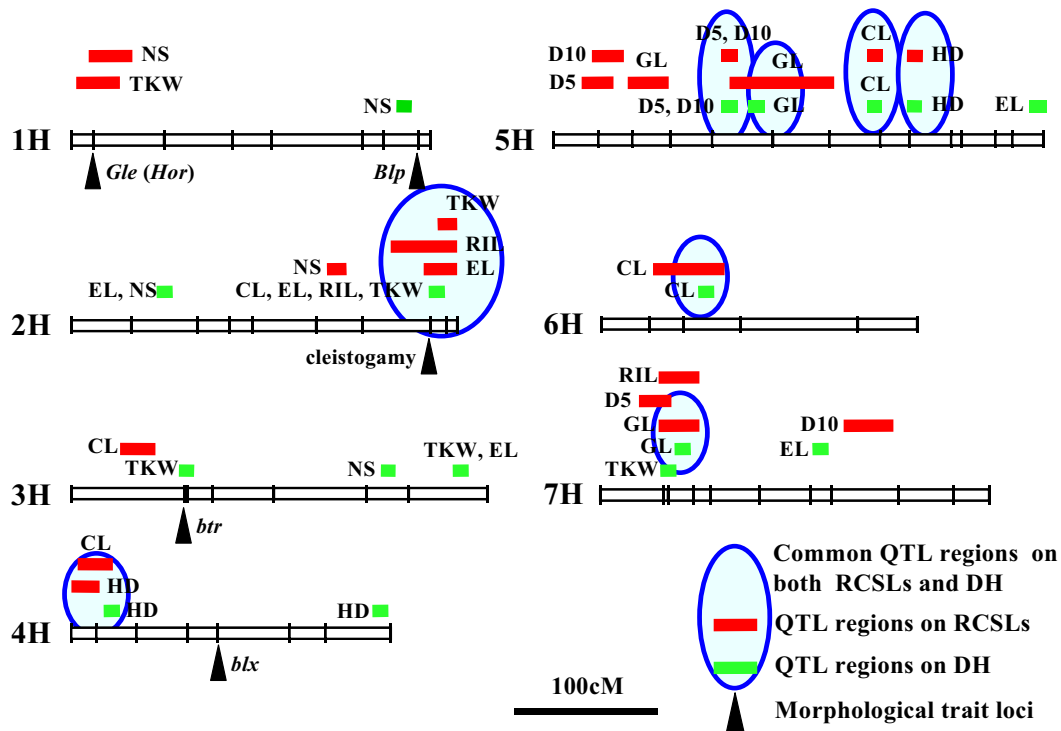 NS
TKW
NS
1H
Gle (Hor)
Blp
TKW
RIL
NS
EL
EL, NS
CL, EL, RIL, TKW
2H
cleistogamy
CL
TKW
NS
TKW, EL
3H
btr
CL
HD
HD
HD
4H
blx
D10
D5, D10
CL
HD
D5
GL
GL
D5, D10
GL
CL
HD
EL
5H
CL
CL
6H
RIL
D5
GL
D10
GL
EL
TKW
7H
Common QTL regions on
both RCSLs and DH
QTL regions on RCSLs
QTL regions on DH
Morphological trait loci
100cM